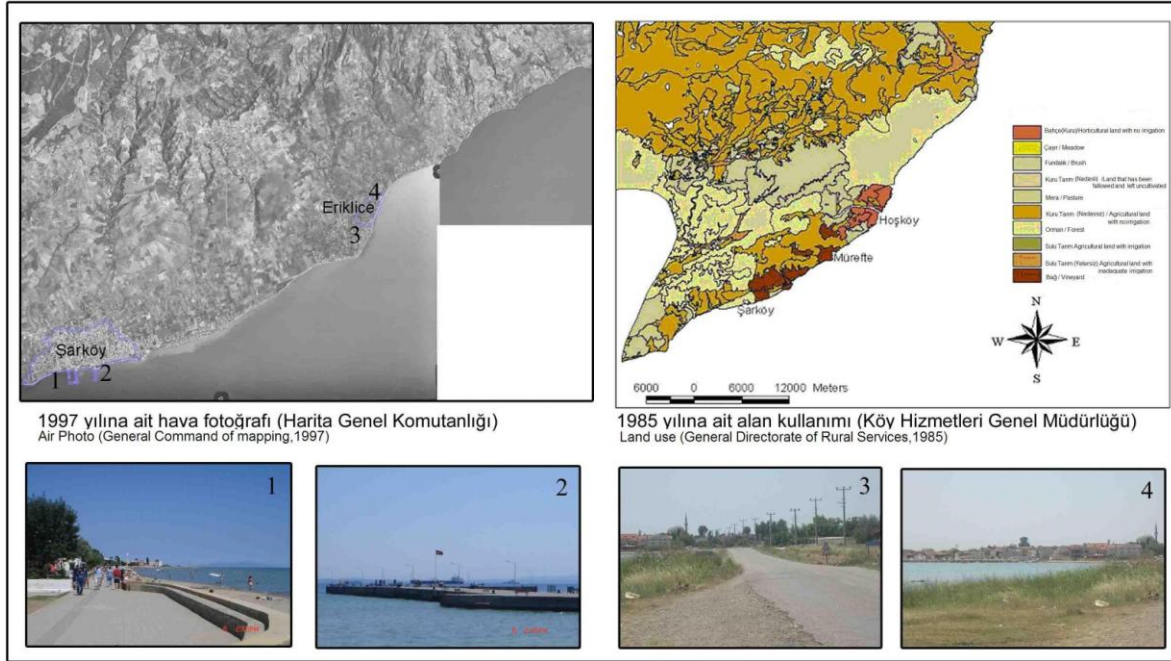 4
Eriklice
3
Şarköy
1
2
Hoşköy
Mürefte
Şarköy
Bahçe(Kuru)/Horticultural land with no irrigation
Çayır / Meadow
Fundalık / Brush
Kuru Tarım (Nedenli) /Land that has been
fallowed and left uncultivated
Mera / Pasture
Kuru Tarım (Nedensız) / Agricultural land
with no irrigation
Orman / Forest
Sulu Tarım Agricultural land with irrigation
Sulu Tarım (Yetersiz) Agricultural land with
inadequate irrigation
Bağ / Vineyard
N
W E
S
6000 0 6000 12000 Meters
1997 yılına ait hava fotoğrafı (Harita Genel Komutanlığı)
Air Photo (General Command of mapping,1997)
1985 yılına ait alan kullanımı (Köy Hizmetleri Genel Müdürlüğü)
Land use (General Directorate of Rural Services,1985)
1
2
3
4